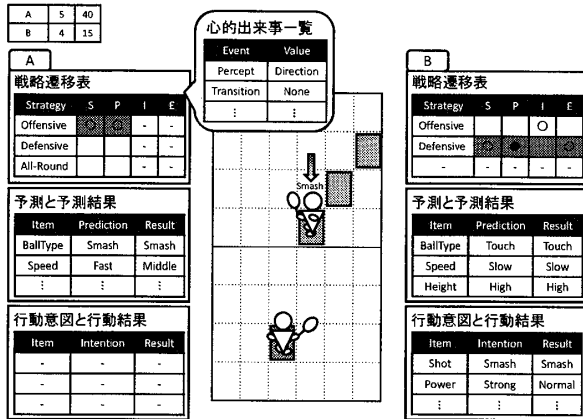 A 5 40
B 4 15
A
戦略遷移表
Strategy S P I E
Offensive ○ ○ - -
Defensive - -
All-Round - -
予測と予測結果
Item Prediction Result
BallType Smash Smash
Speed Fast Middle
⋮ ⋮ ⋮
行動意図と行動結果
Item Intention Result
- - -
- - -
- - -
心的出来事一覧
Event Value
Percept Direction
Transition None
⋮ ⋮
Smash
B
戦略遷移表
Strategy S P I E
Offensive ○
Defensive ○ ●
- - - - -
予測と予測結果
Item Prediction Result
BallType Touch Touch
Speed Slow Slow
Height High High
行動意図と行動結果
Item Intention Result
Shot Smash Smash
Power Strong Normal
⋮ ⋮ ⋮